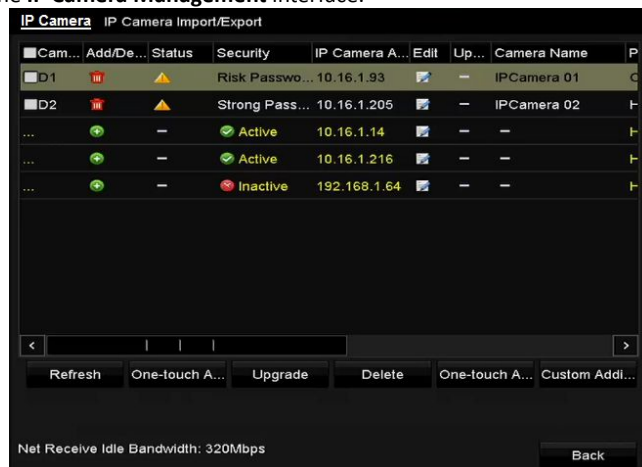 ne IP Camera Management interface.
IP Camera IP Camera Import/Export
Cam... Add/De... Status Security IP Camera A... Edit Up... Camera Name P
D1 Risk Passwo... 10.16.1.93 – IPCamera 01
D2 Strong Pass... 10.16.1.205 – IPCamera 02 H
... – Active 10.16.1.14 – – H
... – Active 10.16.1.216 – – H
... – Inactive 192.168.1.64 – – H
Refresh One-touch A... Upgrade Delete One-touch A... Custom Addi...
Net Receive Idle Bandwidth: 320Mbps Back